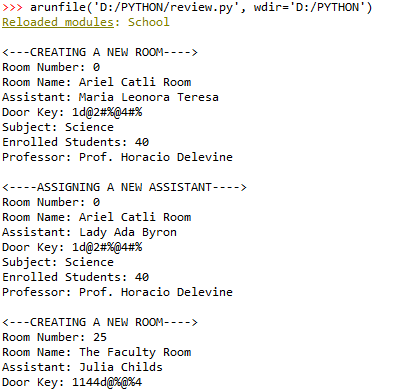 >>> arunfile('D:/PYTHON/review.py', wdir='D:/PYTHON')
Reloaded modules: School
<---CREATING A NEW ROOM---->
Room Number: 0
Room Name: Ariel Catli Room
Assistant: Maria Leonora Teresa
Door Key: 1d@2#%@4#%
Subject: Science
Enrolled Students: 40
Professor: Prof. Horacio Delevine
<----ASSIGNING A NEW ASSISTANT---->
Room Number: 0
Room Name: Ariel Catli Room
Assistant: Lady Ada Byron
Door Key: 1d@2#%@4#%
Subject: Science
Enrolled Students: 40
Professor: Prof. Horacio Delevine
<---CREATING A NEW ROOM---->
Room Number: 25
Room Name: The Faculty Room
Assistant: Julia Childs
Door Key: 1144d@%@%4